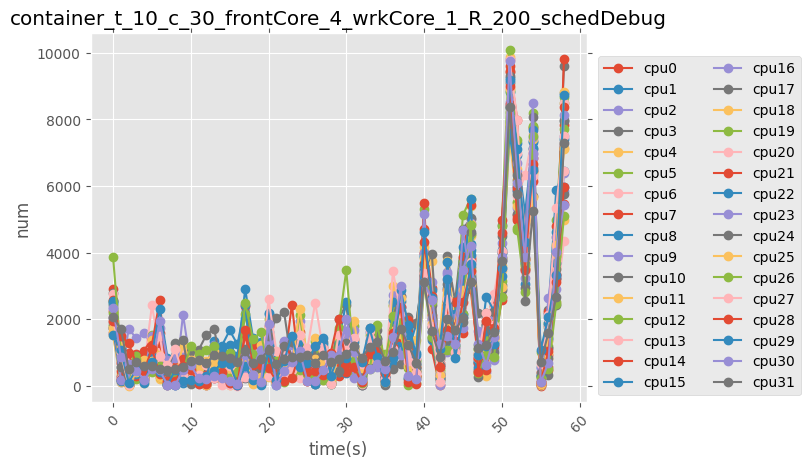 container_t_10_c_30_frontCore_4_wrkCore_1_R_200_schedDebug
10000
8000
6000
4000
2000
0
num
0
10
20
30
40
50
60
time(s)
cpu0
cpu1
cpu2
cpu3
cpu4
cpu5
cpu6
cpu7
cpu8
cpu9
cpu10
cpu11
cpu12
cpu13
cpu14
cpu15
cpu16
cpu17
cpu18
cpu19
cpu20
cpu21
cpu22
cpu23
cpu24
cpu25
cpu26
cpu27
cpu28
cpu29
cpu30
cpu31